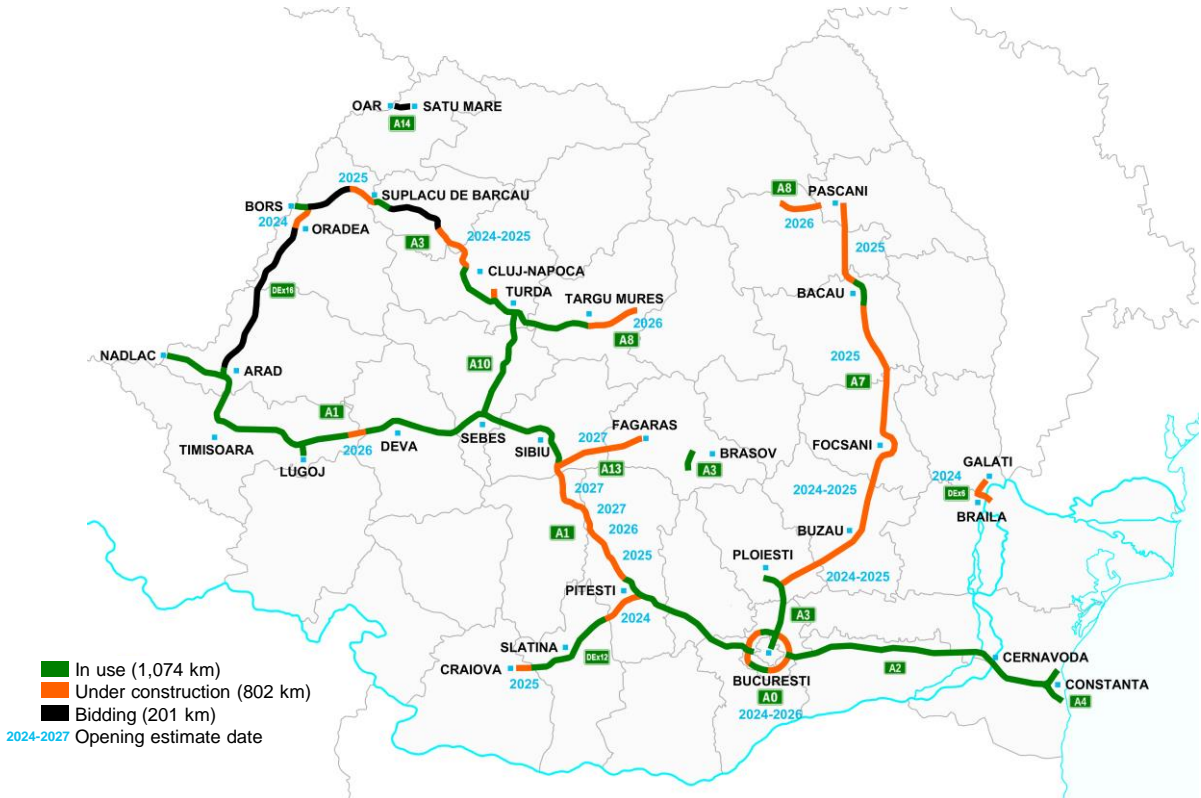 OAR
SATU MARE
A14
2025
SUPLACU DE BARCAU
BORS
2024
ORADEA
A3
2024-2025
CLUJ-NAPOCA
TURDA
TARGU MURES
2026
A8
A8
PASCANI
2026
2025
BACAU
2025
A7
DEx16
NADLAC
ARAD
A10
A1
TIMISOARA
LUGOJ
2026
DEVA
SEBES
SIBIU
FAGARAS
2027
A13
BRASOV
A3
FOCSANI
GALATI
2024
DEx6
BRAILA
2027
2027
2026
A1
2025
2024-2025
BUZAU
PLOIESTI
2024-2025
PITESTI
2024
A3
SLATINA
DEx12
CRAIOVA
2025
BUCURESTI
A0
2024-2026
A2
CERNAVODA
CONSTANTA
A4
In use (1,074 km)
Under construction (802 km)
Bidding (201 km)
2024-2027 Opening estimate date